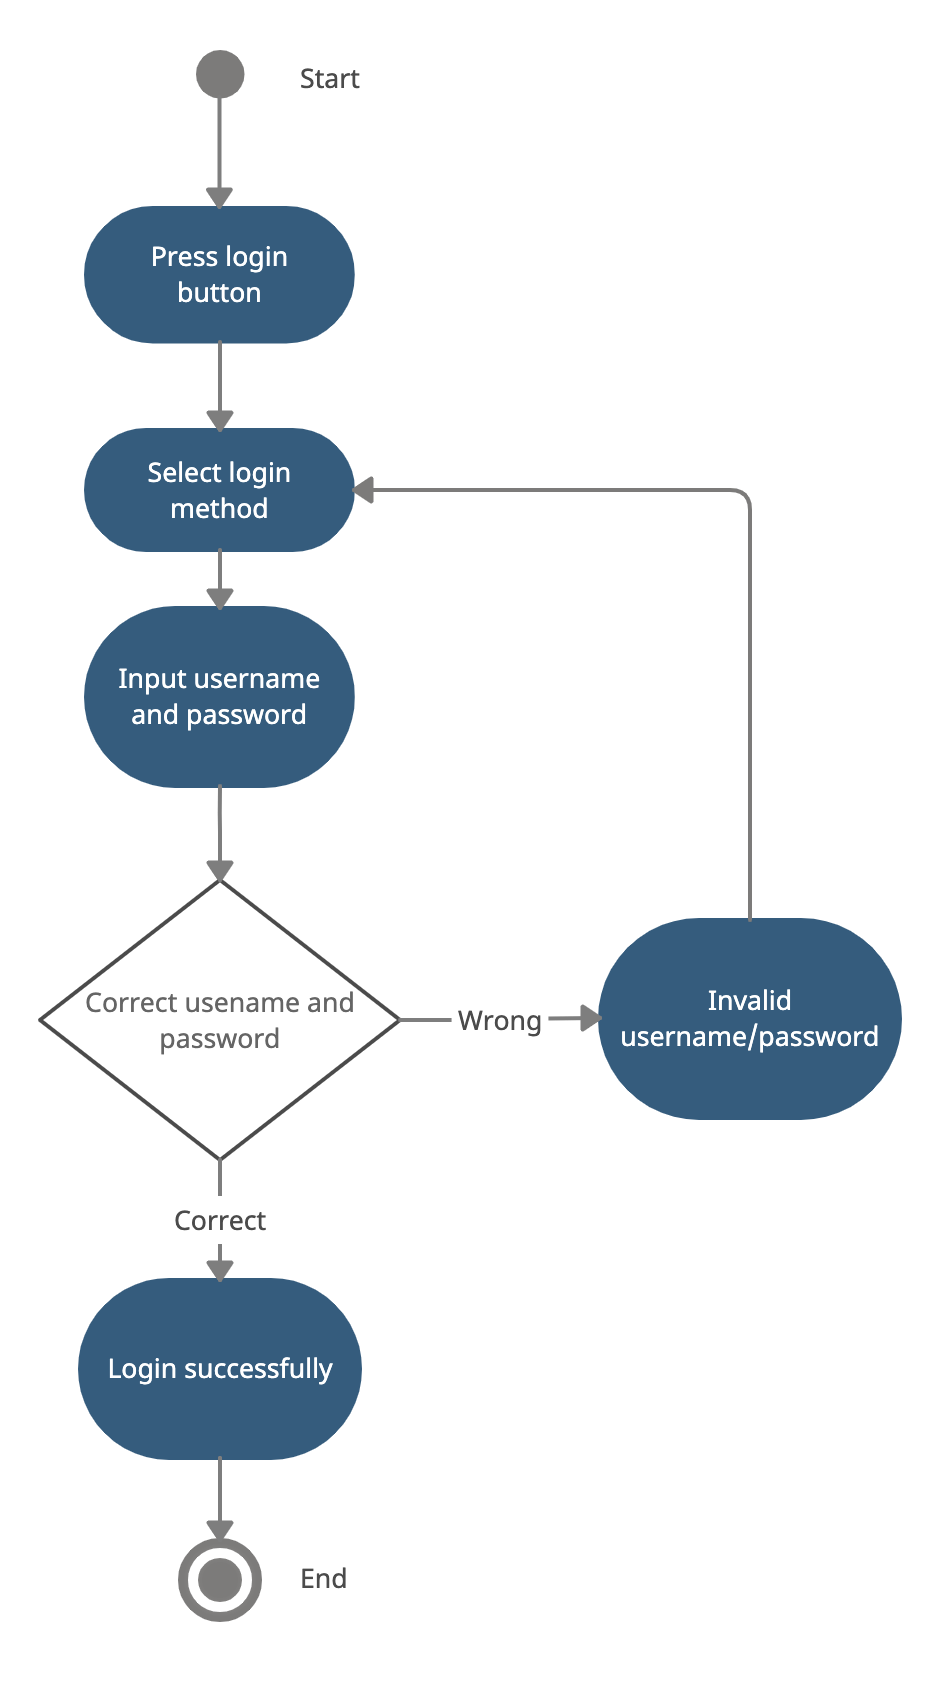 Start
Press login
button
Select login
method
Input username
and password
Correct usename and
password
Wrong
Invalid
username/password
Correct
Login successfully
End